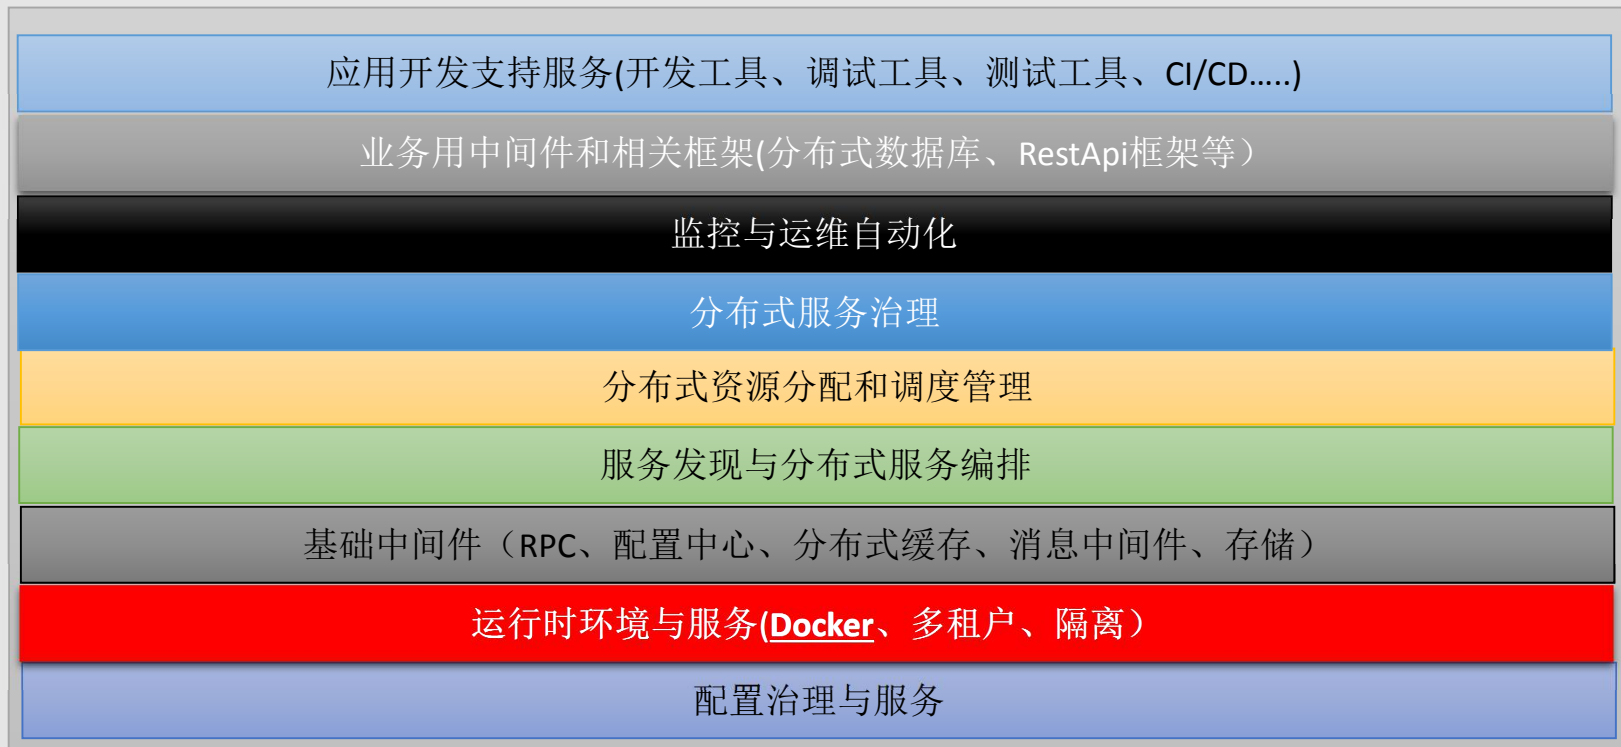 应用开发支持服务(开发工具、调试工具、测试工具、CI/CD…..)
业务用中间件和相关框架(分布式数据库、RestApi框架等）
监控与运维自动化
分布式服务治理
分布式资源分配和调度管理
服务发现与分布式服务编排
基础中间件（RPC、配置中心、分布式缓存、消息中间件、存储）
运行时环境与服务(Docker、多租户、隔离）
配置治理与服务